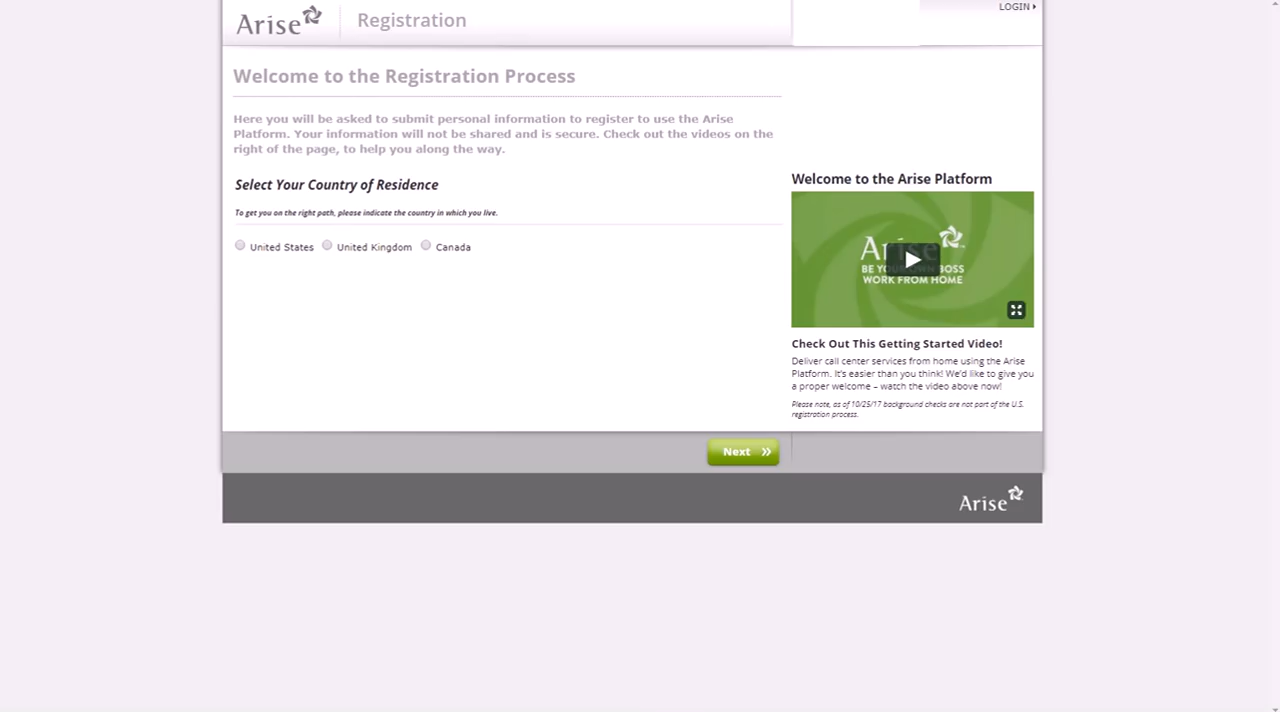 Arise
Registration
LOGIN
Welcome to the Registration Process
Here you will be asked to submit personal information to register to use the Arise
Platform. Your information will not be shared and is secure. Check out the videos on the
right of the page, to help you along the way.
Select Your Country of Residence
To get you on the right path, please indicate the country in which you live.
United States
United Kingdom
Canada
Welcome to the Arise Platform
Arise
BE YOUR OWN BOSS
WORK FROM HOME
Check Out This Getting Started Video!
Deliver call center services from home using the Arise
Platform. It's easier than you think! We'd like to give you
a proper welcome – watch the video above now!
Please note, as of 10/25/17 background checks are not part of the U.S.
registration process.
Next
Arise